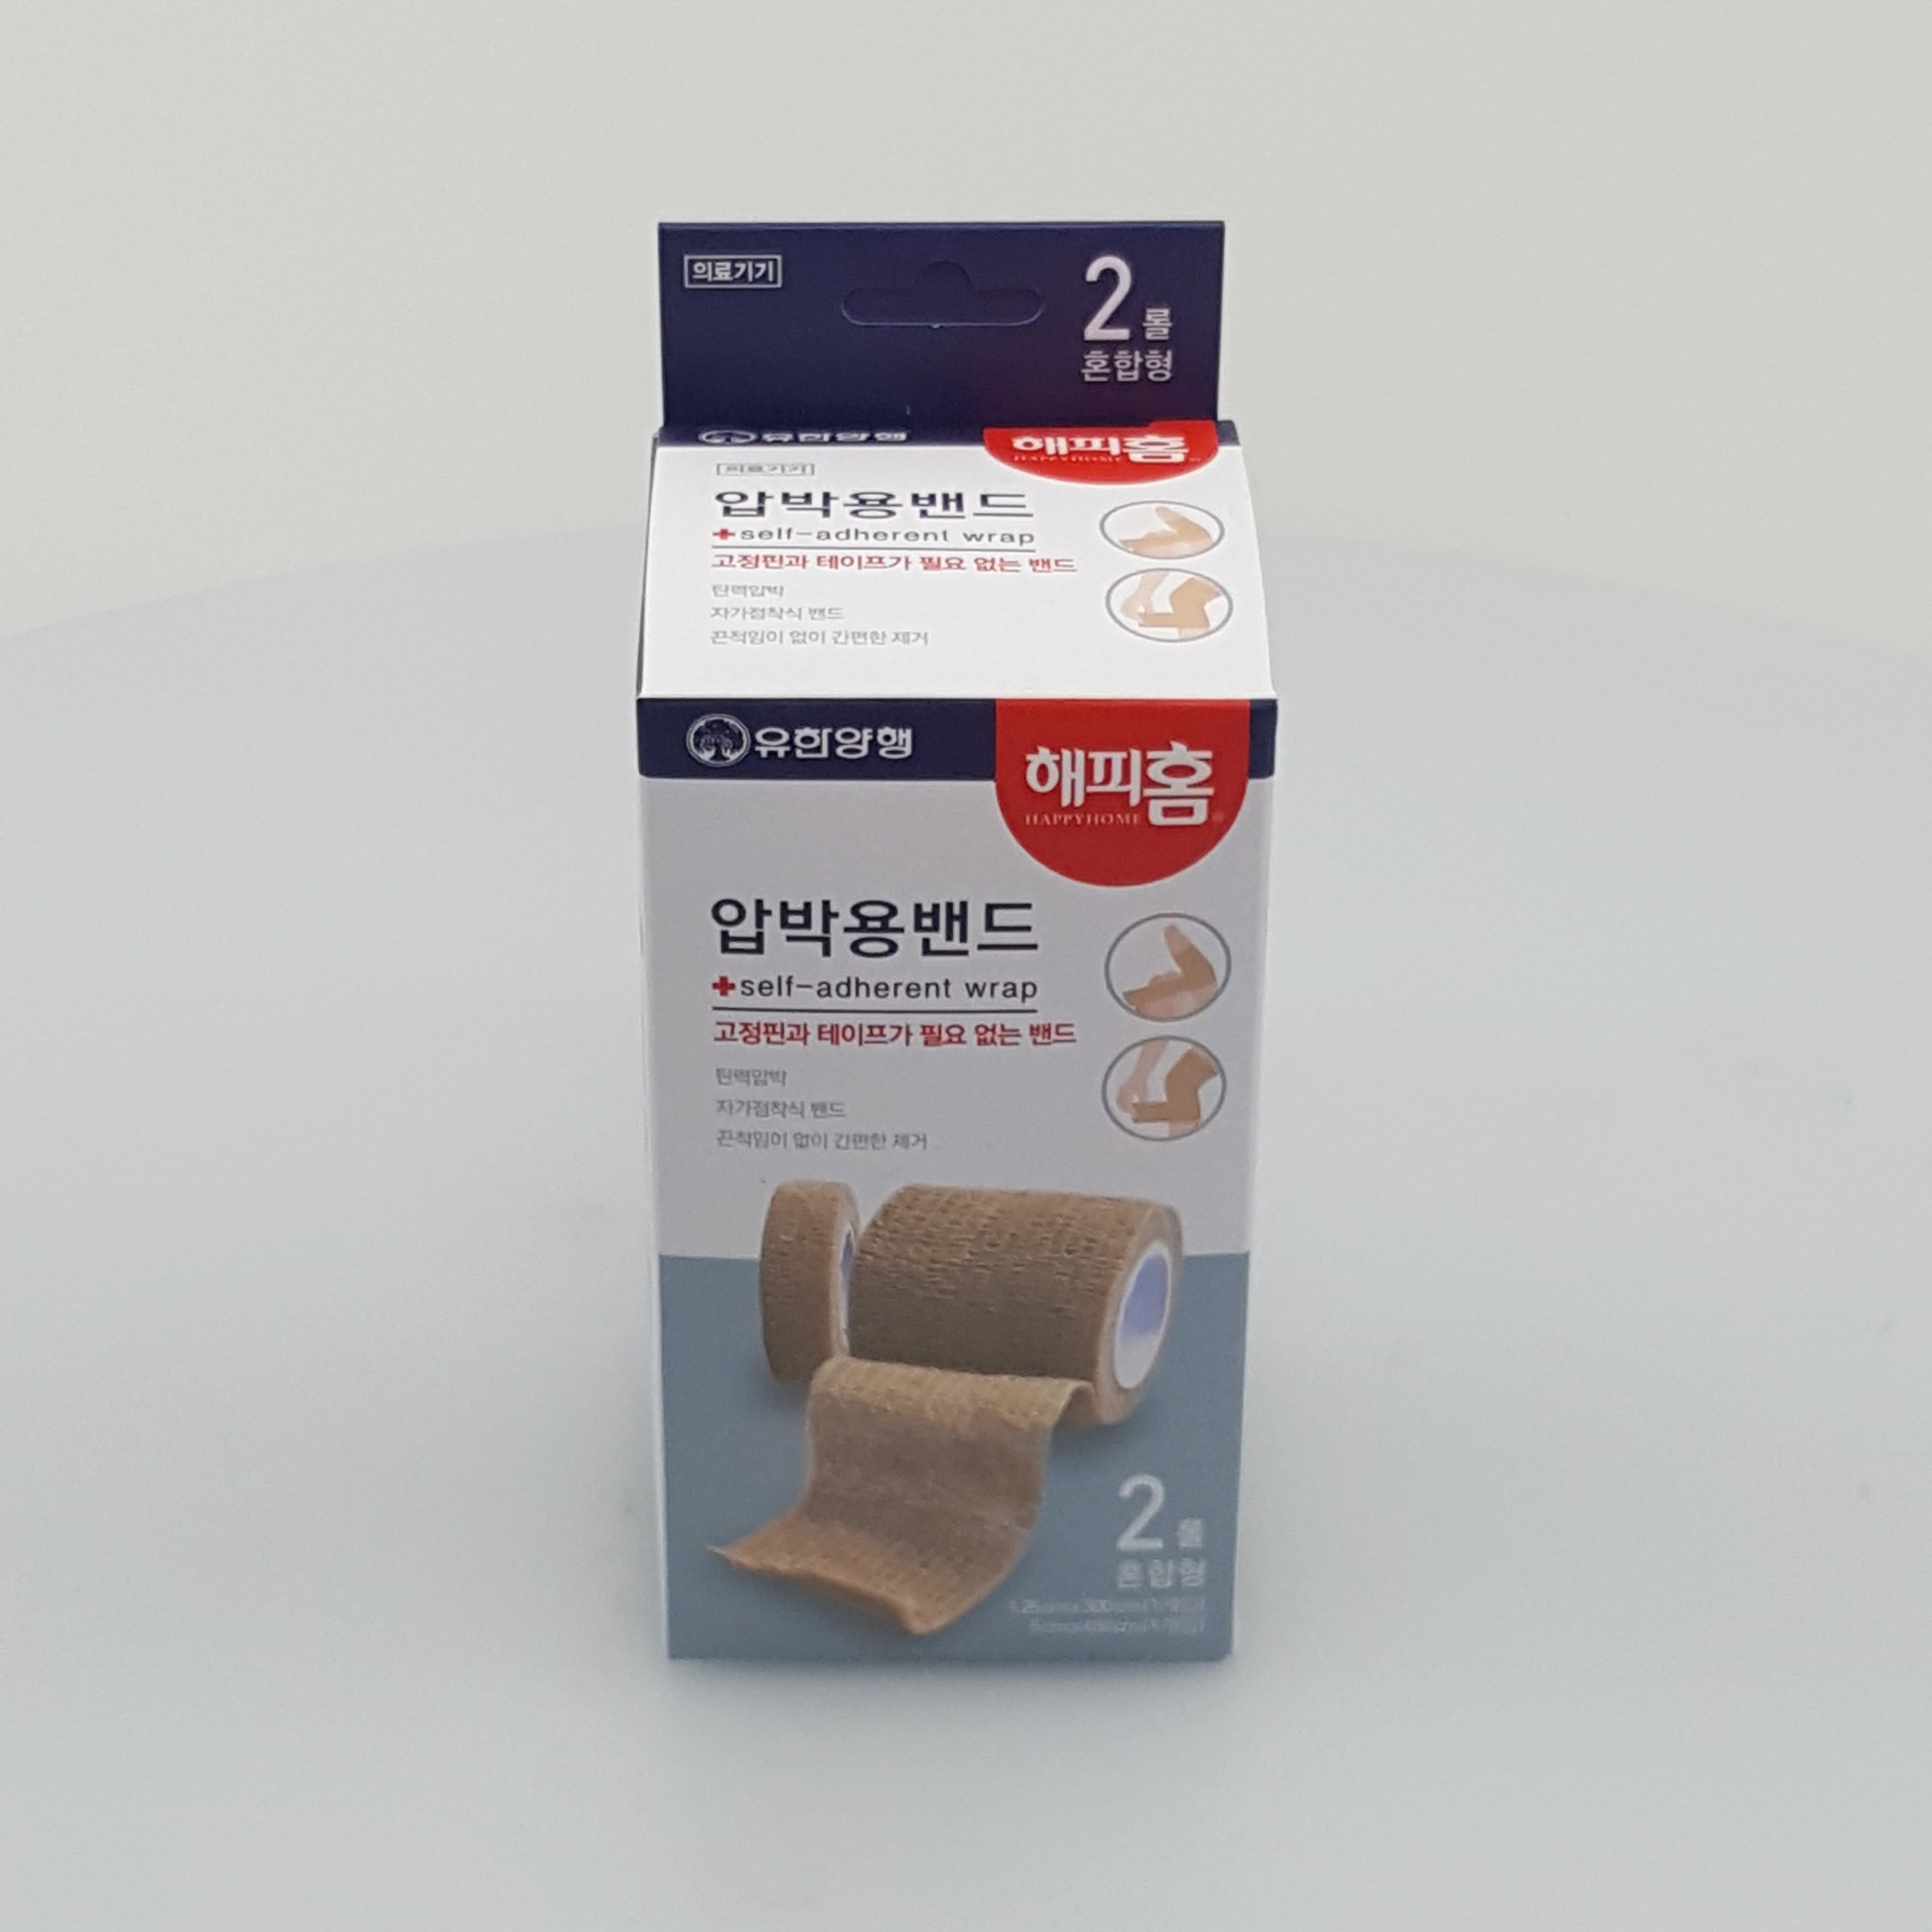 의료기기
2롤
혼합형
유한양행
해피홈
HAPPYHOME
의료기기
압박용밴드
self-adherent wrap
고정핀과 테이프가 필요 없는 밴드
탄력압박
자가점착식 밴드
끈적임이 없이 간편한 제거
유한양행
해피홈
HAPPYHOME
압박용밴드
self-adherent wrap
고정핀과 테이프가 필요 없는 밴드
탄력압박
자가점착식 밴드
끈적임이 없이 간편한 제거
2롤
혼합형